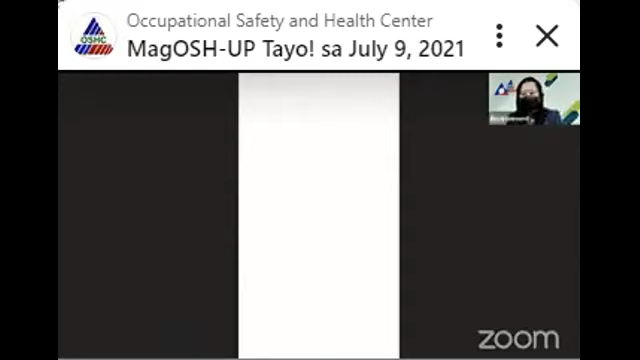 Occupational Safety and Health Center
MagOSH-UP Tayo! sa July 9, 2021
OSHC
zoom